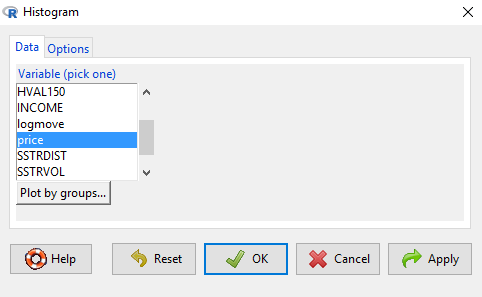 R Histogram
Data Options
Variable (pick one)
HVAL150
INCOME
logmove
price
SSTRDIST
SSTRVOL
Plot by groups...
Help Reset OK Cancel Apply